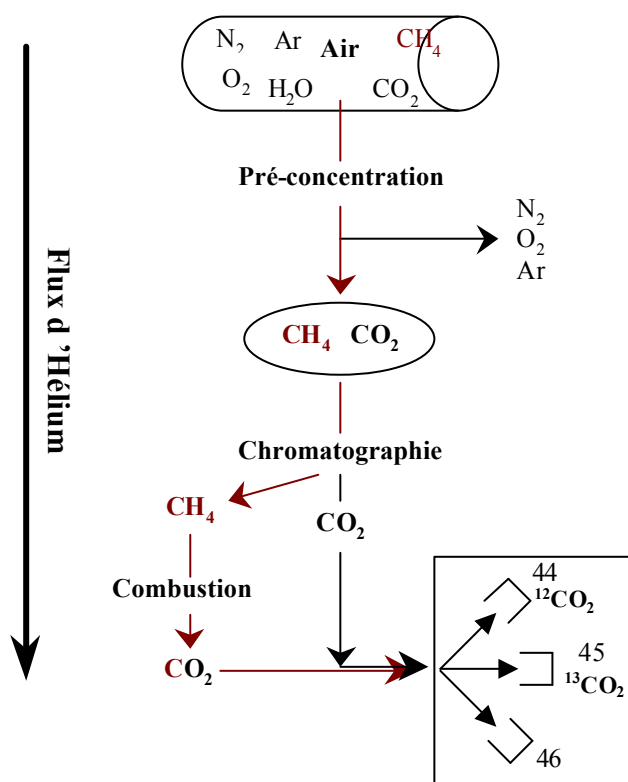 N₂ Ar Air CH₄
O₂ H₂O CO₂
Pré-concentration
N₂
O₂
Ar
CH₄ CO₂
Flux d ’Hélium
Chromatographie
CH₄
CO₂
Combustion
CO₂
44
¹²CO₂
45
¹³CO₂
46